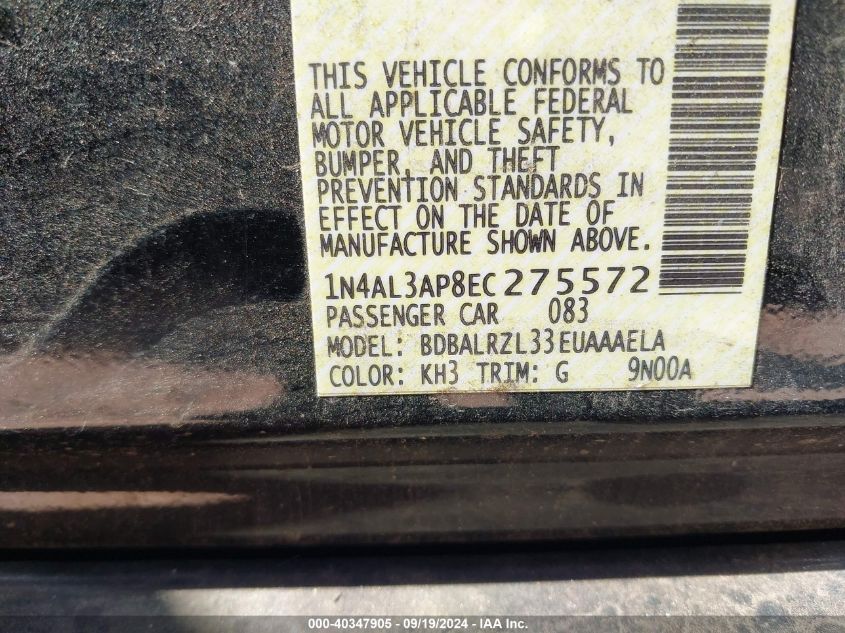 THIS VEHICLE CONFORMS TO
ALL APPLICABLE FEDERAL
MOTOR VEHICLE SAFETY,
BUMPER, AND THEFT
PREVENTION STANDARDS IN
EFFECT ON THE DATE OF
MANUFACTURE SHOWN ABOVE.
1N4AL3AP8EC275572
PASSENGER CAR 083
MODEL: BDBALRZL33EUAAAELA
COLOR: KH3 TRIM: G 9N00A
000-40347905 - 09/19/2024 - IAA Inc.